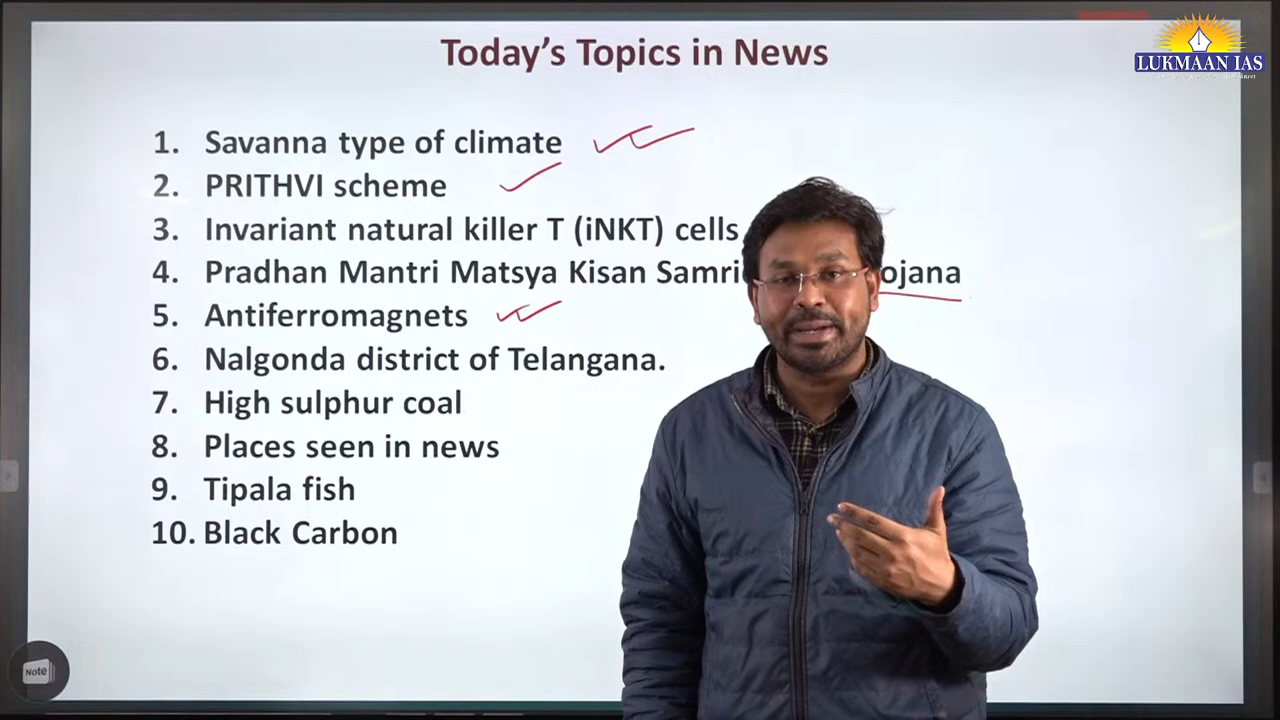 Today's Topics in News
LUKMAAN IAS
1. Savanna type of climate
2. PRITHVI scheme
3. Invariant natural killer T (iNKT) cells
4. Pradhan Mantri Matsya Kisan ojana
5. Antiferromagnets
6. Nalgonda district of Telangana.
7. High sulphur coal
8. Places seen in news
9. Tipala fish
10. Black Carbon
Note